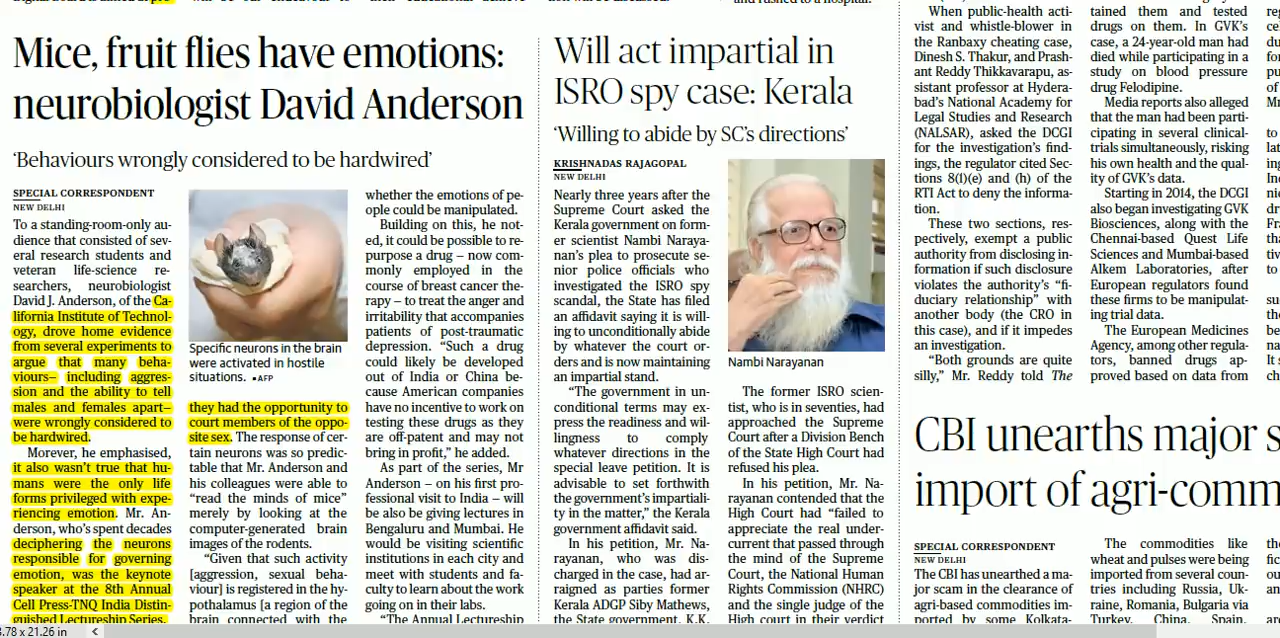 Mice, fruit flies have emotions:
neurobiologist David Anderson
‘Behaviours wrongly considered to be hardwired’
SPECIAL CORRESPONDENT
NEW DELHI
To a standing-room-only au-
dience that consisted of sev-
eral research students and
veteran life-science re-
searchers, neurobiologist
David J. Anderson, of the Ca-
lifornia Institute of Technol-
ogy, drove home evidence
from several experiments to
argue that many beha-
viours– including aggres-
sion and the ability to tell
males and females apart–
were wrongly considered to
be hardwired.
Morever, he emphasised,
it also wasn’t true that hu-
mans were the only life
forms privileged with expe-
riencing emotion. Mr. An-
derson, who’s spent decades
deciphering the neurons
responsible for governing
emotion, was the keynote
speaker at the 8th Annual
Cell Press-TNQ India Distin-
guished Lectureship Series.
Specific neurons in the brain
were activated in hostile
situations. ▪AFP
they had the opportunity to
court members of the oppo-
site sex. The response of cer-
tain neurons was so predic-
table that Mr. Anderson and
his colleagues were able to
“read the minds of mice”
merely by looking at the
computer-generated brain
images of the rodents.
“Given that such activity
[aggression, sexual beha-
viour] is registered in the hy-
pothalamus [a region of the
brain connected with the
whether the emotions of pe-
ople could be manipulated.
Building on this, he not-
ed, it could be possible to re-
purpose a drug – now com-
monly employed in the
course of breast cancer the-
rapy – to treat the anger and
irritability that accompanies
patients of post-traumatic
depression. “Such a drug
could likely be developed
out of India or China be-
cause American companies
have no incentive to work on
testing these drugs as they
are off-patent and may not
bring in profit,” he added.
As part of the series, Mr
Anderson – on his first pro-
fessional visit to India – will
be also be giving lectures in
Bengaluru and Mumbai. He
would be visiting scientific
institutions in each city and
meet with students and fa-
culty to learn about the work
going on in their labs.
“The Annual Lectureship
Will act impartial in
ISRO spy case: Kerala
‘Willing to abide by SC’s directions’
KRISHNADAS RAJAGOPAL
NEW DELHI
Nearly three years after the
Supreme Court asked the
Kerala government on form-
er scientist Nambi Naraya-
nan’s plea to prosecute se-
nior police officials who
investigated the ISRO spy
scandal, the State has filed
an affidavit saying it is will-
ing to unconditionally abide
by whatever the court or-
ders and is now maintaining
an impartial stand.
“The government in un-
conditional terms may ex-
press the readiness and wil-
lingness to comply
whatever directions in the
special leave petition. It is
advisable to set forthwith
the government’s impartiali-
ty in the matter,” the Kerala
government affidavit said.
In his petition, Mr. Na-
rayanan, who was dis-
charged in the case, had ar-
raigned as parties former
Kerala ADGP Siby Mathews,
the State government, K.K.
Nambi Narayanan
The former ISRO scien-
tist, who is in seventies, had
approached the Supreme
Court after a Division Bench
of the State High Court had
refused his plea.
In his petition, Mr. Na-
rayanan contended that the
High Court had “failed to
appreciate the real under-
current that passed through
the mind of the Supreme
Court, the National Human
Rights Commission (NHRC)
and the single judge of the
High court in their verdict
When public-health acti-
vist and whistle-blower in
the Ranbaxy cheating case,
Dinesh S. Thakur, and Prash-
ant Reddy Thikkavarapu, as-
sistant professor at Hydera-
bad’s National Academy for
Legal Studies and Research
(NALSAR), asked the DCGI
for the investigation’s find-
ings, the regulator cited Sec-
tions 8(1)(e) and (h) of the
RTI Act to deny the informa-
tion.
These two sections, res-
pectively, exempt a public
authority from disclosing in-
formation if such disclosure
violates the authority’s “fi-
duciary relationship” with
another body (the CRO in
this case), and if it impedes
an investigation.
“Both grounds are quite
silly,” Mr. Reddy told The
tained them and tested
drugs on them. In GVK’s
case, a 24-year-old man had
died while participating in a
study on blood pressure
drug Felodipine.
Media reports also alleged
that the man had been parti-
cipating in several clinical-
trials simultaneously, risking
his own health and the qual-
ity of GVK’s data.
Starting in 2014, the DCGI
also began investigating GVK
Biosciences, along with the
Chennai-based Quest Life
Sciences and Mumbai-based
Alkem Laboratories, after
European regulators found
these firms to be manipulat-
ing trial data.
The European Medicines
Agency, among other regula-
tors, banned drugs ap-
proved based on data from
CBI unearths major s
import of agri-comm
SPECIAL CORRESPONDENT
NEW DELHI
The CBI has unearthed a ma-
jor scam in the clearance of
agri-based commodities im-
ported by some Kolkata-
The commodities like
wheat and pulses were being
imported from several coun-
tries including Russia, Uk-
raine, Romania, Bulgaria via
Turkey, China, Spain,
8.78 x 21.26 in